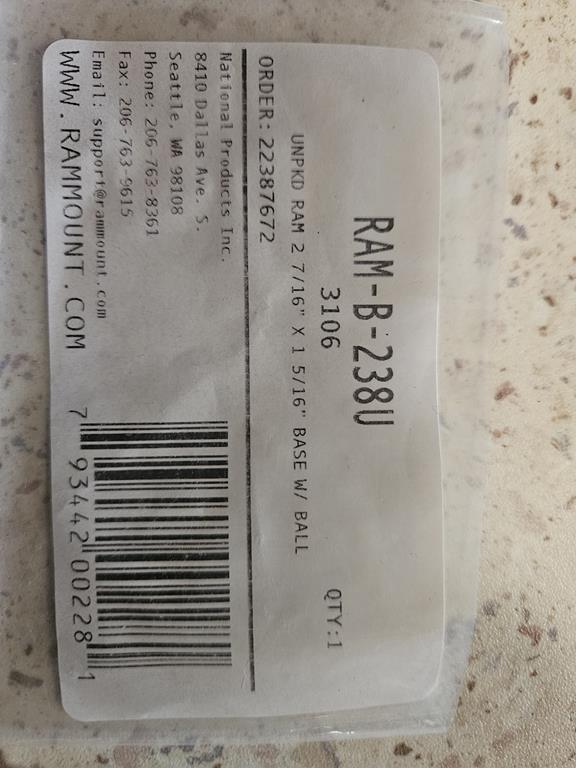 RAM-B-238U
3106 QTY:1
UNPKD RAM 2 7/16" X 1 5/16" BASE W/ BALL
ORDER: 22387672
National Products Inc.
8410 Dallas Ave. S.
Seattle, WA 98108
Phone: 206-763-8361
Fax: 206-763-9615
Email: support@rammount.com
WWW.RAMMOUNT.COM
7 93442 00228 1